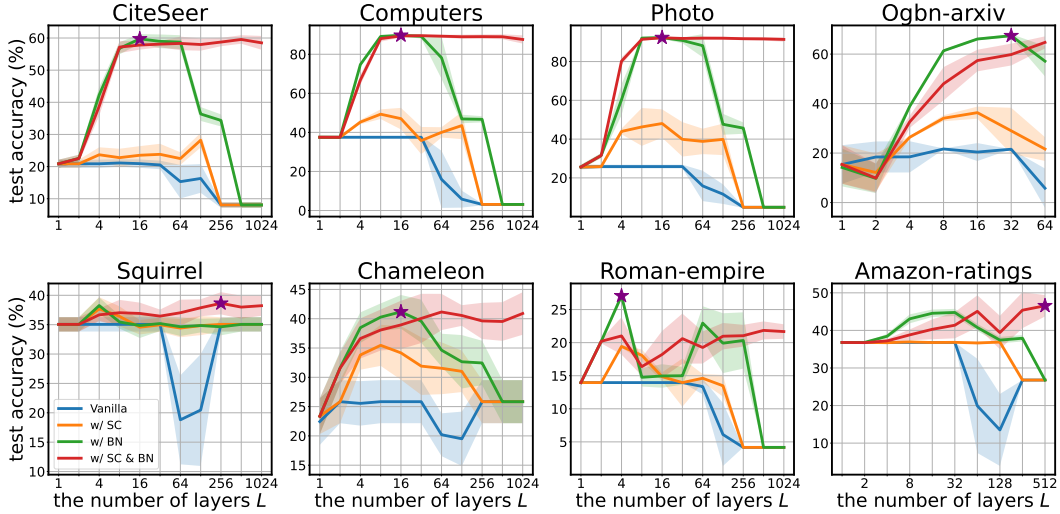 CiteSeer
Computers
Photo
Ogbn-arxiv
test accuracy (%)
60
50
40
30
20
10
1 4 16 64 256 1024
80
60
40
20
0
1 4 16 64 256 1024
80
60
40
20
1 4 16 64 256 1024
60
40
20
0
1 2 4 8 16 32 64
Squirrel
Chameleon
Roman-empire
Amazon-ratings
test accuracy (%)
40
35
30
25
20
15
10
Vanilla
w/ SC
w/ BN
w/ SC & BN
1 4 16 64 256 1024
the number of layers L
45
40
35
30
25
20
15
1 4 16 64 256 1024
the number of layers L
25
20
15
10
5
1 4 16 64 256 1024
the number of layers L
50
40
30
20
10
2 8 32 128 512
the number of layers L